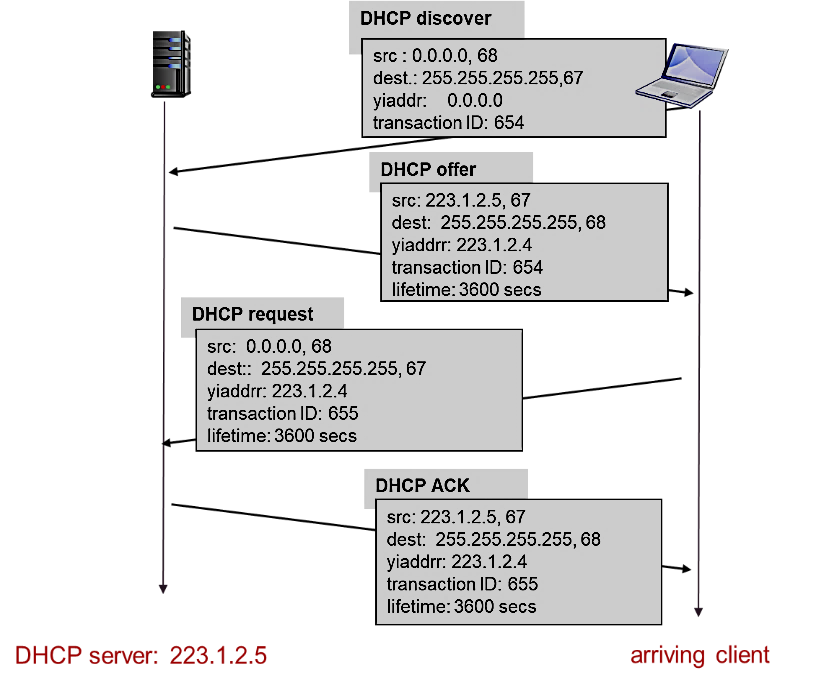 DHCP discover
src : 0.0.0.0, 68
dest.: 255.255.255.255,67
yiaddr: 0.0.0.0
transaction ID: 654
DHCP offer
src: 223.1.2.5, 67
dest: 255.255.255.255, 68
yiaddrr: 223.1.2.4
transaction ID: 654
lifetime: 3600 secs
DHCP request
src: 0.0.0.0, 68
dest:: 255.255.255.255, 67
yiaddrr: 223.1.2.4
transaction ID: 655
lifetime: 3600 secs
DHCP ACK
src: 223.1.2.5, 67
dest: 255.255.255.255, 68
yiaddrr: 223.1.2.4
transaction ID: 655
lifetime: 3600 secs
DHCP server: 223.1.2.5
arriving client